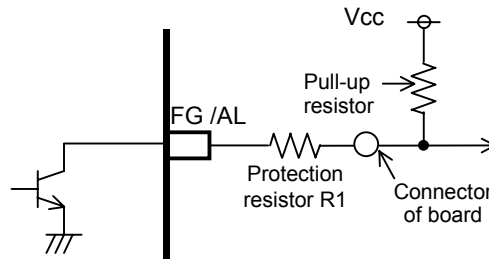 Vcc
Pull-up
resistor
FG /AL
Protection
resistor R1
Connector
of board